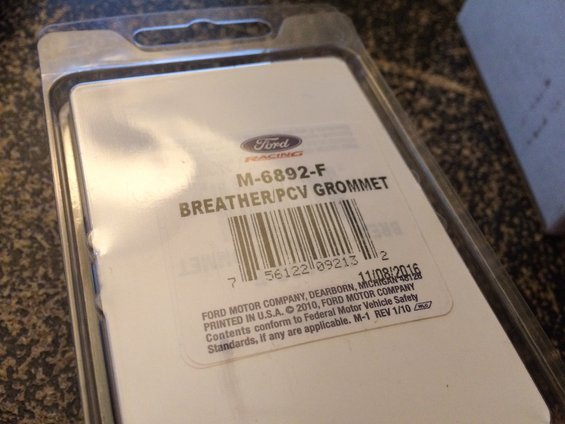 Ford
RACING
M-6892-F
BREATHER/PCV GROMMET
7 56122 09213 2
11/08/2016
FORD MOTOR COMPANY, DEARBORN, MICHIGAN 48126
PRINTED IN U.S.A. © 2010, FORD MOTOR COMPANY
Contents conform to Federal Motor Vehicle Safety
Standards, if any are applicable. M-1 REV 1/10